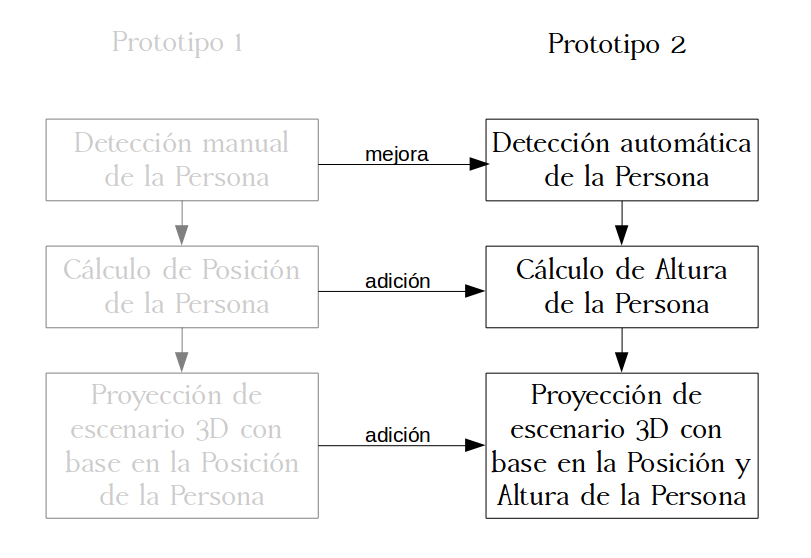 Prototipo 1
Prototipo 2
Detección manual
de la Persona
mejora
Detección automática
de la Persona
Cálculo de Posición
de la Persona
adición
Cálculo de Altura
de la Persona
Proyección de
escenario 3D con
base en la Posición
de la Persona
adición
Proyección de
escenario 3D con
base en la Posición y
Altura de la Persona